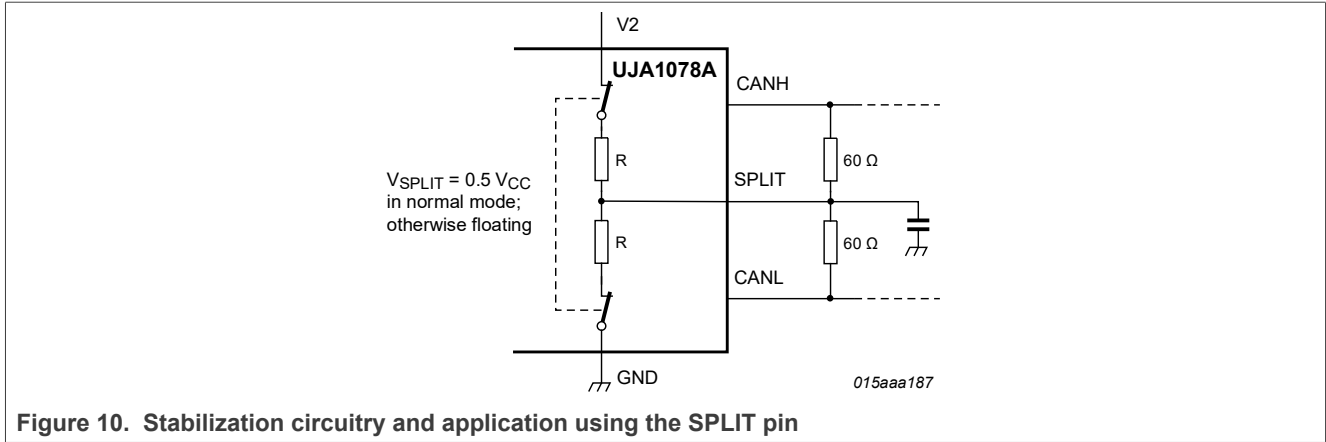 V2
UJA1078A
CANH
R
60 Ω
VSPLIT = 0.5 VCC
in normal mode;
otherwise floating
SPLIT
R
60 Ω
CANL
GND
015aaa187
Figure 10. Stabilization circuitry and application using the SPLIT pin